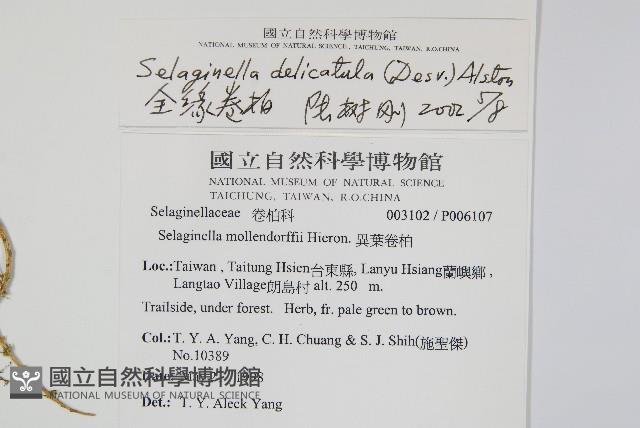 國立自然科學博物館
NATIONAL MUSEUM OF NATURAL SCIENCE, TAICHUNG, TAIWAN, R.O.CHINA
Selaginella delicatula (Desv.) Alston
全緣卷柏 陳樹剛 2002 5/8
國立自然科學博物館
NATIONAL MUSEUM OF NATURAL SCIENCE
TAICHUNG, TAIWAN, R.O.CHINA
Selaginellaceae 卷柏科 003102 / P006107
Selaginella mollendorffii Hieron. 異葉卷柏
Loc.:Taiwan , Taitung Hsien台東縣, Lanyu Hsiang蘭嶼鄉 ,
Langtao Village朗島村 alt. 250 m.
Trailside, under forest. Herb, fr. pale green to brown.
Col.: T. Y. A. Yang, C. H. Chuang & S. J. Shih(施聖傑)
No.10389
國立自然科學博物館
NATIONAL MUSEUM OF NATURAL SCIENCE
Det.: T. Y. Aleck Yang